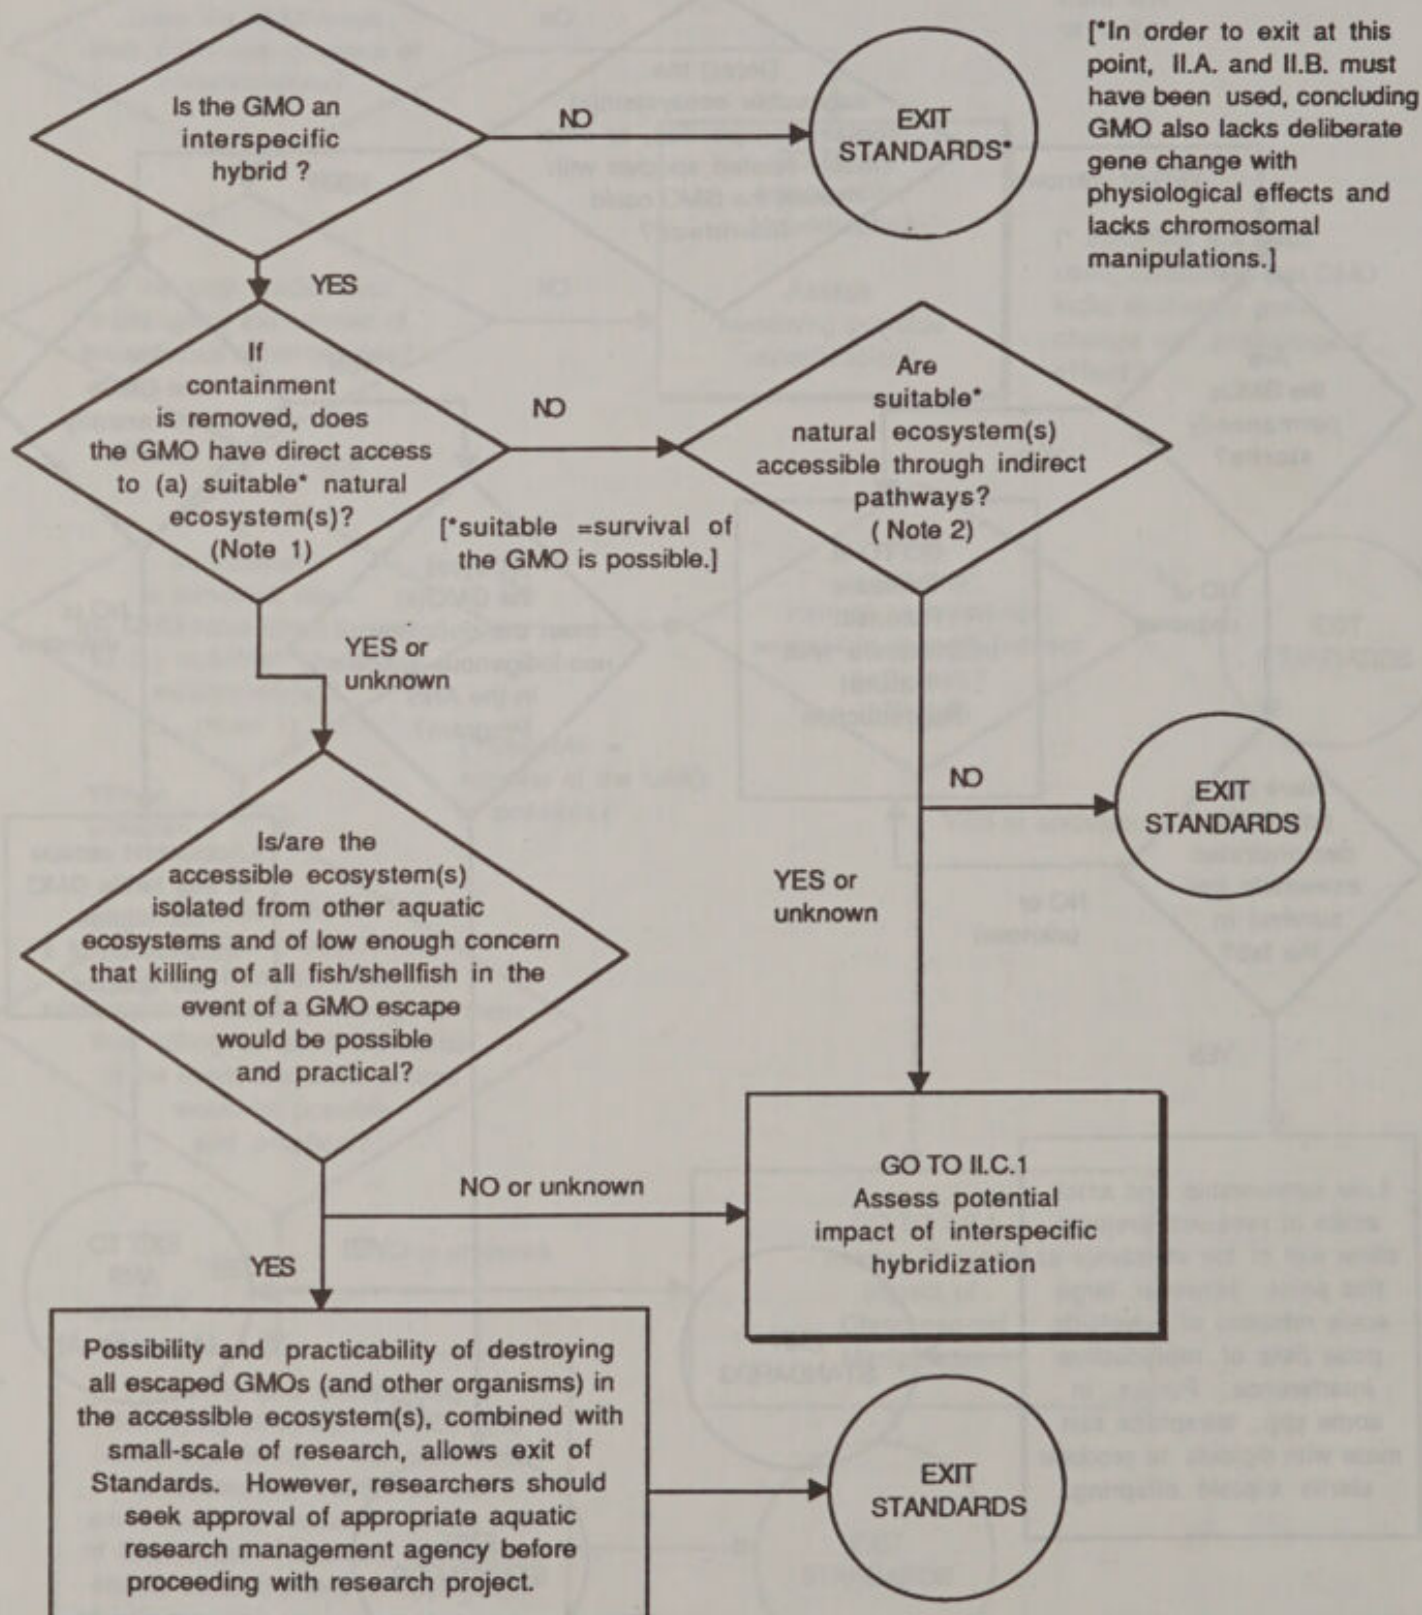 Is the GMO an
interspecific
hybrid ?
NO
EXIT
STANDARDS*
[*In order to exit at this
point, II.A. and II.B. must
have been used, concluding
GMO also lacks deliberate
gene change with
physiological effects and
lacks chromosomal
manipulations.]
YES
If
containment
is removed, does
the GMO have direct access
to (a) suitable* natural
ecosystem(s)?
(Note 1)
NO
[*suitable =survival of
the GMO is possible.]
Are
suitable*
natural ecosystem(s)
accessible through indirect
pathways?
( Note 2)
YES or
unknown
NO
EXIT
STANDARDS
YES or
unknown
Is/are the
accessible ecosystem(s)
isolated from other aquatic
ecosystems and of low enough concern
that killing of all fish/shellfish in the
event of a GMO escape
would be possible
and practical?
NO or unknown
GO TO II.C.1
Assess potential
impact of interspecific
hybridization
YES
Possibility and practicability of destroying
all escaped GMOs (and other organisms) in
the accessible ecosystem(s), combined with
small-scale of research, allows exit of
Standards. However, researchers should
seek approval of appropriate aquatic
research management agency before
proceeding with research project.
EXIT
STANDARDS